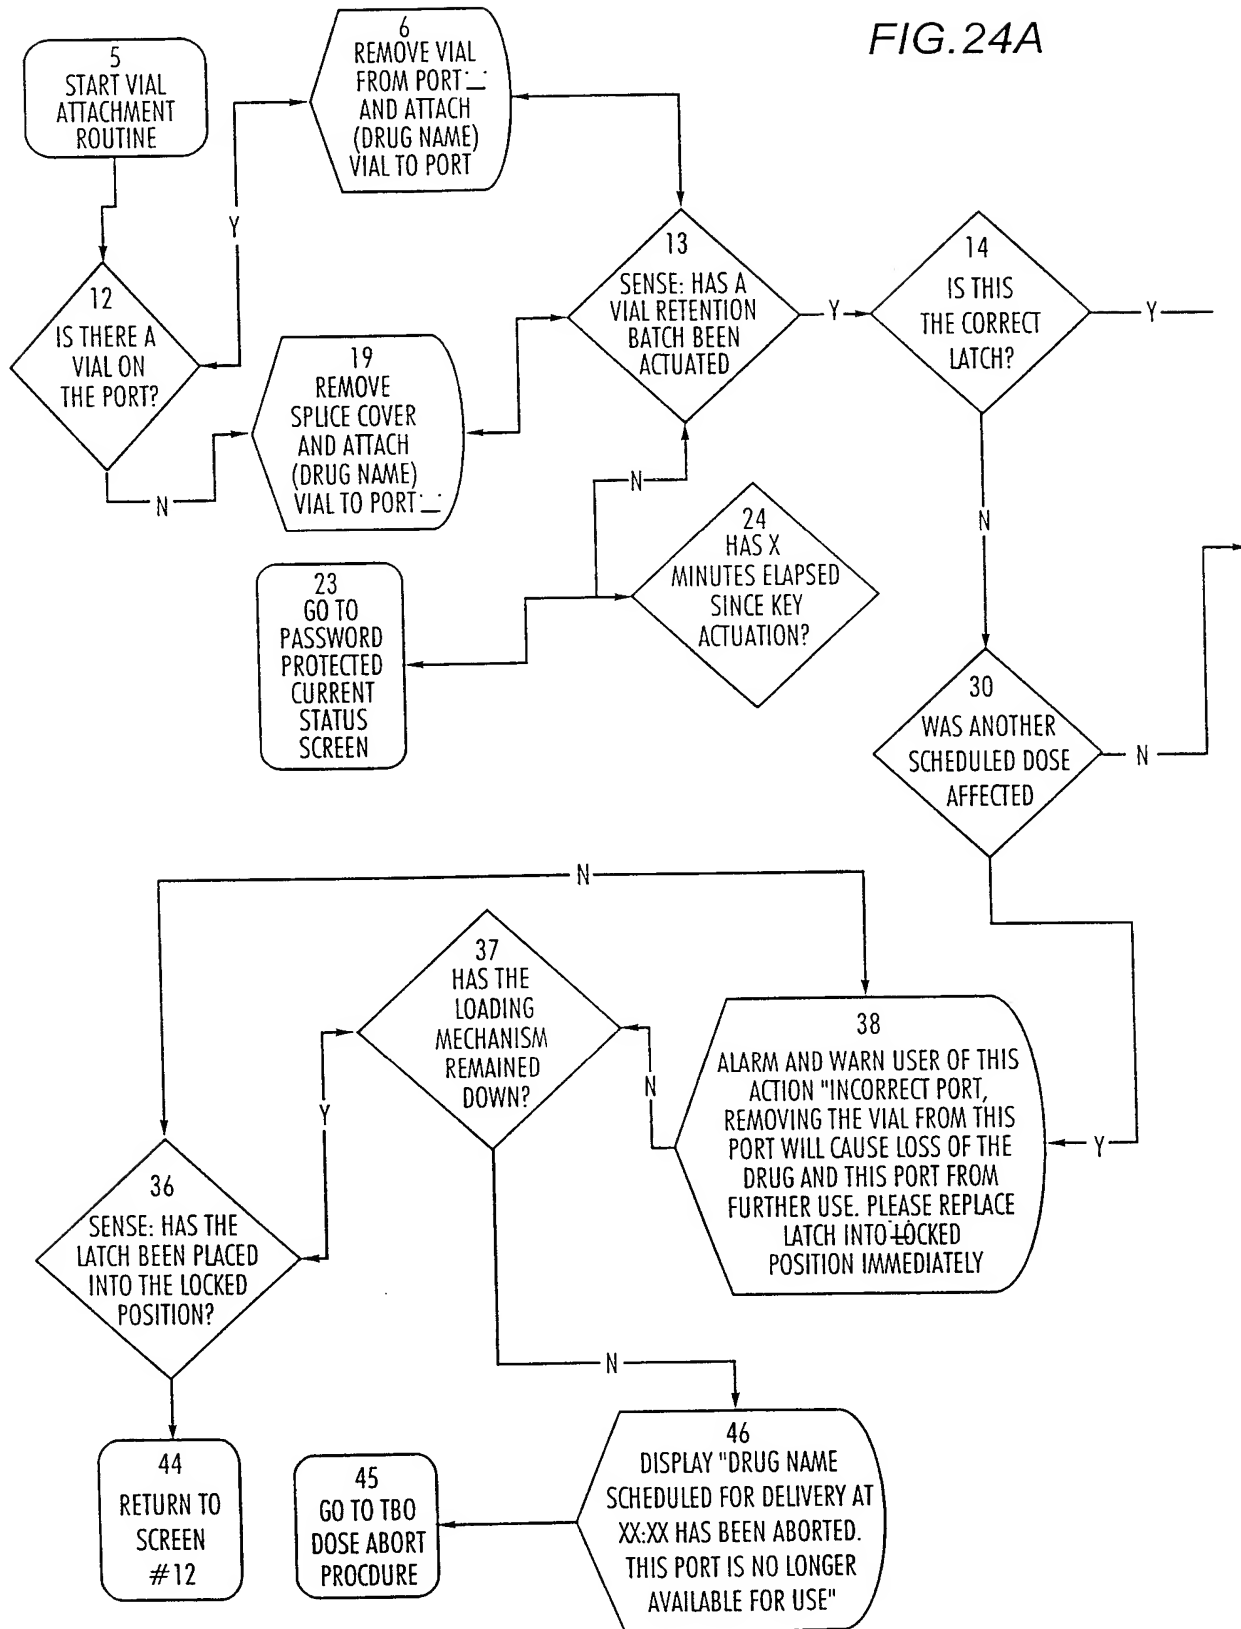 FIG.24A
5
START VIAL
ATTACHMENT
ROUTINE
6
REMOVE VIAL
FROM PORT:_
AND ATTACH
(DRUG NAME)
VIAL TO PORT
Y
12
IS THERE A
VIAL ON
THE PORT?
N
19
REMOVE
SPLICE COVER
AND ATTACH
(DRUG NAME)
VIAL TO PORT:_
13
SENSE: HAS A
VIAL RETENTION
BATCH BEEN
ACTUATED
Y
14
IS THIS
THE CORRECT
LATCH?
Y
N
N
24
HAS X
MINUTES ELAPSED
SINCE KEY
ACTUATION?
23
GO TO
PASSWORD
PROTECTED
CURRENT
STATUS
SCREEN
30
WAS ANOTHER
SCHEDULED DOSE
AFFECTED
N
Y
N
37
HAS THE
LOADING
MECHANISM
REMAINED
DOWN?
N
Y
38
ALARM AND WARN USER OF THIS
ACTION "INCORRECT PORT,
REMOVING THE VIAL FROM THIS
PORT WILL CAUSE LOSS OF THE
DRUG AND THIS PORT FROM
FURTHER USE. PLEASE REPLACE
LATCH INTO LOCKED
POSITION IMMEDIATELY
36
SENSE: HAS THE
LATCH BEEN PLACED
INTO THE LOCKED
POSITION?
N
44
RETURN TO
SCREEN
#12
45
GO TO TBO
DOSE ABORT
PROCDURE
46
DISPLAY "DRUG NAME
SCHEDULED FOR DELIVERY AT
XX:XX HAS BEEN ABORTED.
THIS PORT IS NO LONGER
AVAILABLE FOR USE"